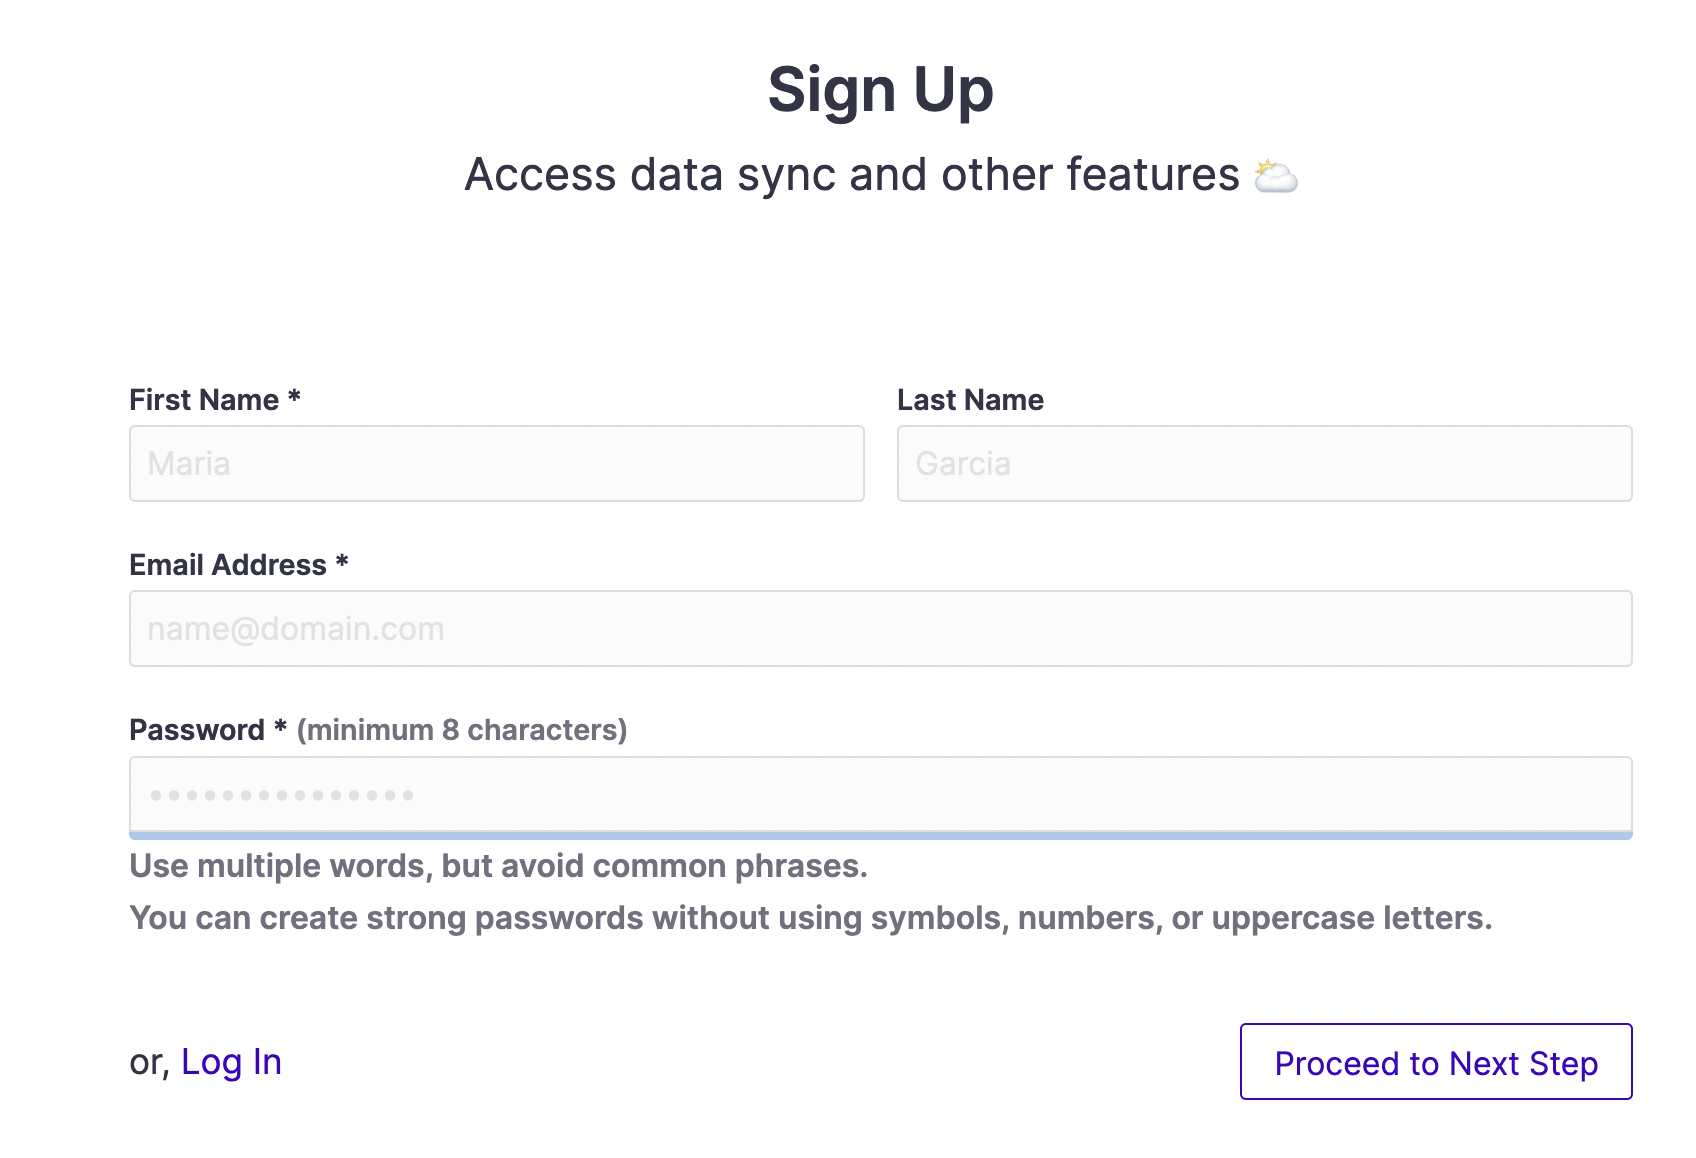 Sign Up
Access data sync and other features 🌥️
First Name *
Last Name
Maria
Garcia
Email Address *
name@domain.com
Password * (minimum 8 characters)
•••••••••••••••
Use multiple words, but avoid common phrases.
You can create strong passwords without using symbols, numbers, or uppercase letters.
or, Log In
Proceed to Next Step